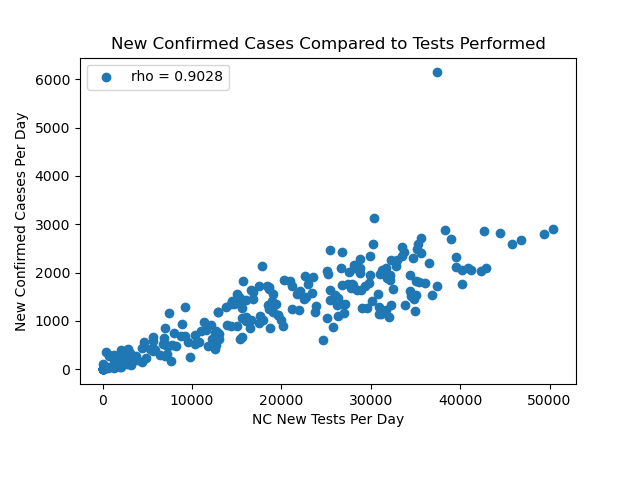 New Confirmed Cases Compared to Tests Performed
rho = 0.9028
6000
5000
4000
3000
2000
1000
0
New Confirmed Caeses Per Day
0 10000 20000 30000 40000 50000
NC New Tests Per Day